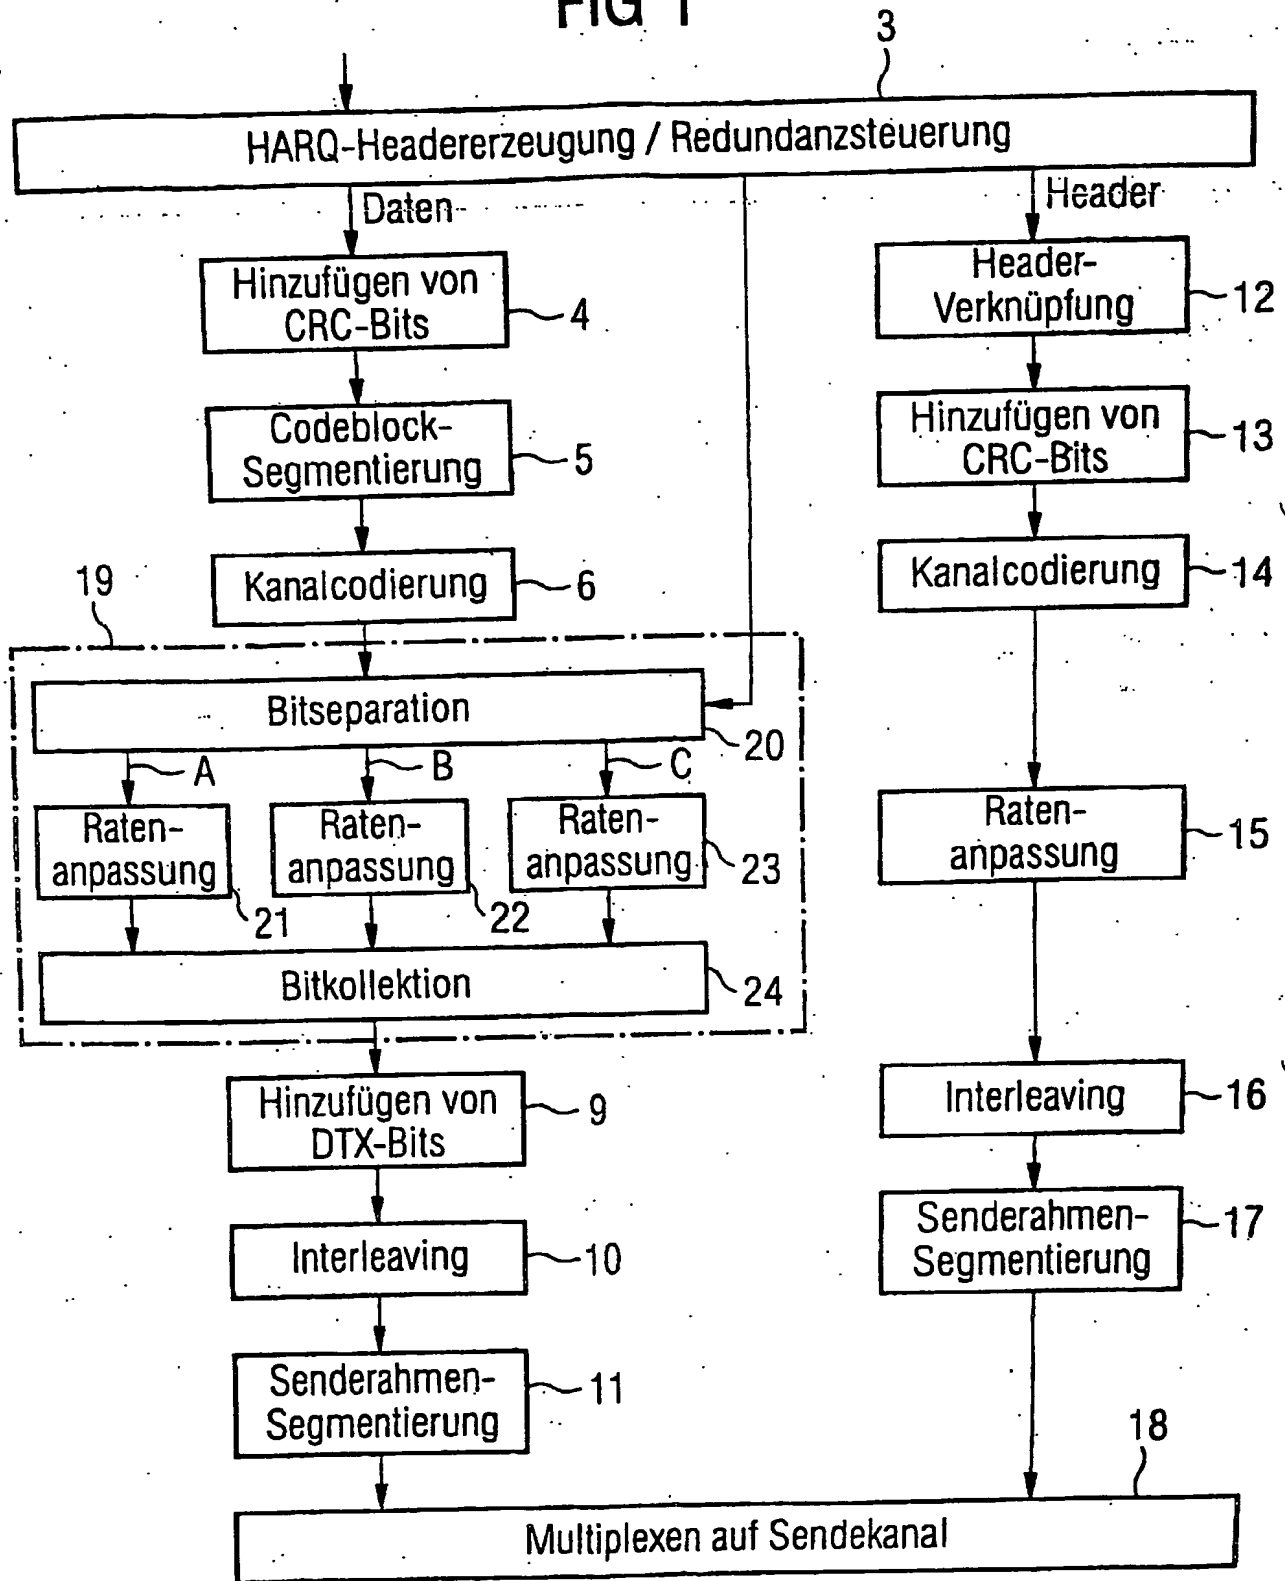 FIG 1
3
HARQ-Headererzeugung / Redundanzsteuerung
Daten
Header
Hinzufügen von
CRC-Bits
4
Header-
Verknüpfung
12
Codeblock-
Segmentierung
5
Hinzufügen von
CRC-Bits
13
Kanalcodierung
6
Kanalcodierung
14
19
Bitseparation
20
A
B
C
Raten-
anpassung
21
Raten-
anpassung
22
Raten-
anpassung
23
Raten-
anpassung
15
Bitkollektion
24
Hinzufügen von
DTX-Bits
9
Interleaving
16
Interleaving
10
Senderahmen-
Segmentierung
17
Senderahmen-
Segmentierung
11
18
Multiplexen auf Sendekanal